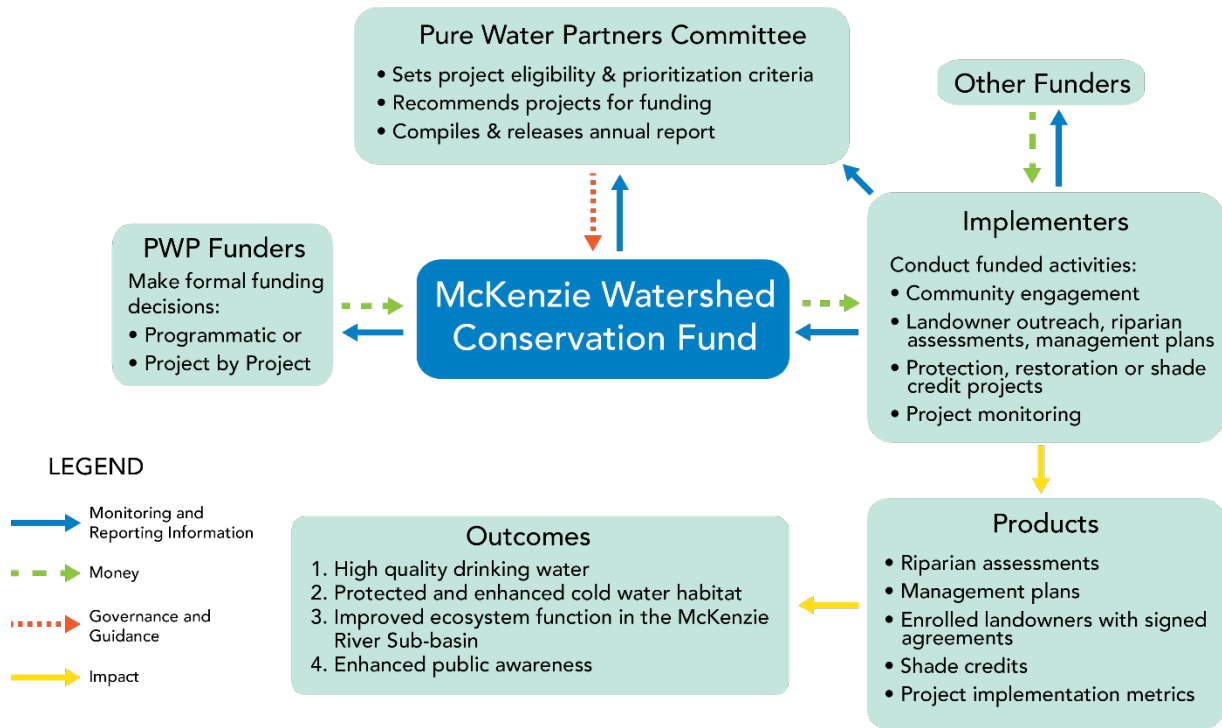 Pure Water Partners Committee
• Sets project eligibility & prioritization criteria
• Recommends projects for funding
• Compiles & releases annual report
Other Funders
PWP Funders
Make formal funding
decisions:
• Programmatic or
• Project by Project
McKenzie Watershed
Conservation Fund
Implementers
Conduct funded activities:
• Community engagement
• Landowner outreach, riparian
assessments, management plans
• Protection, restoration or shade
credit projects
• Project monitoring
LEGEND
Monitoring and
Reporting Information
Money
Governance and
Guidance
Impact
Outcomes
1. High quality drinking water
2. Protected and enhanced cold water habitat
3. Improved ecosystem function in the McKenzie
River Sub-basin
4. Enhanced public awareness
Products
• Riparian assessments
• Management plans
• Enrolled landowners with signed
agreements
• Shade credits
• Project implementation metrics